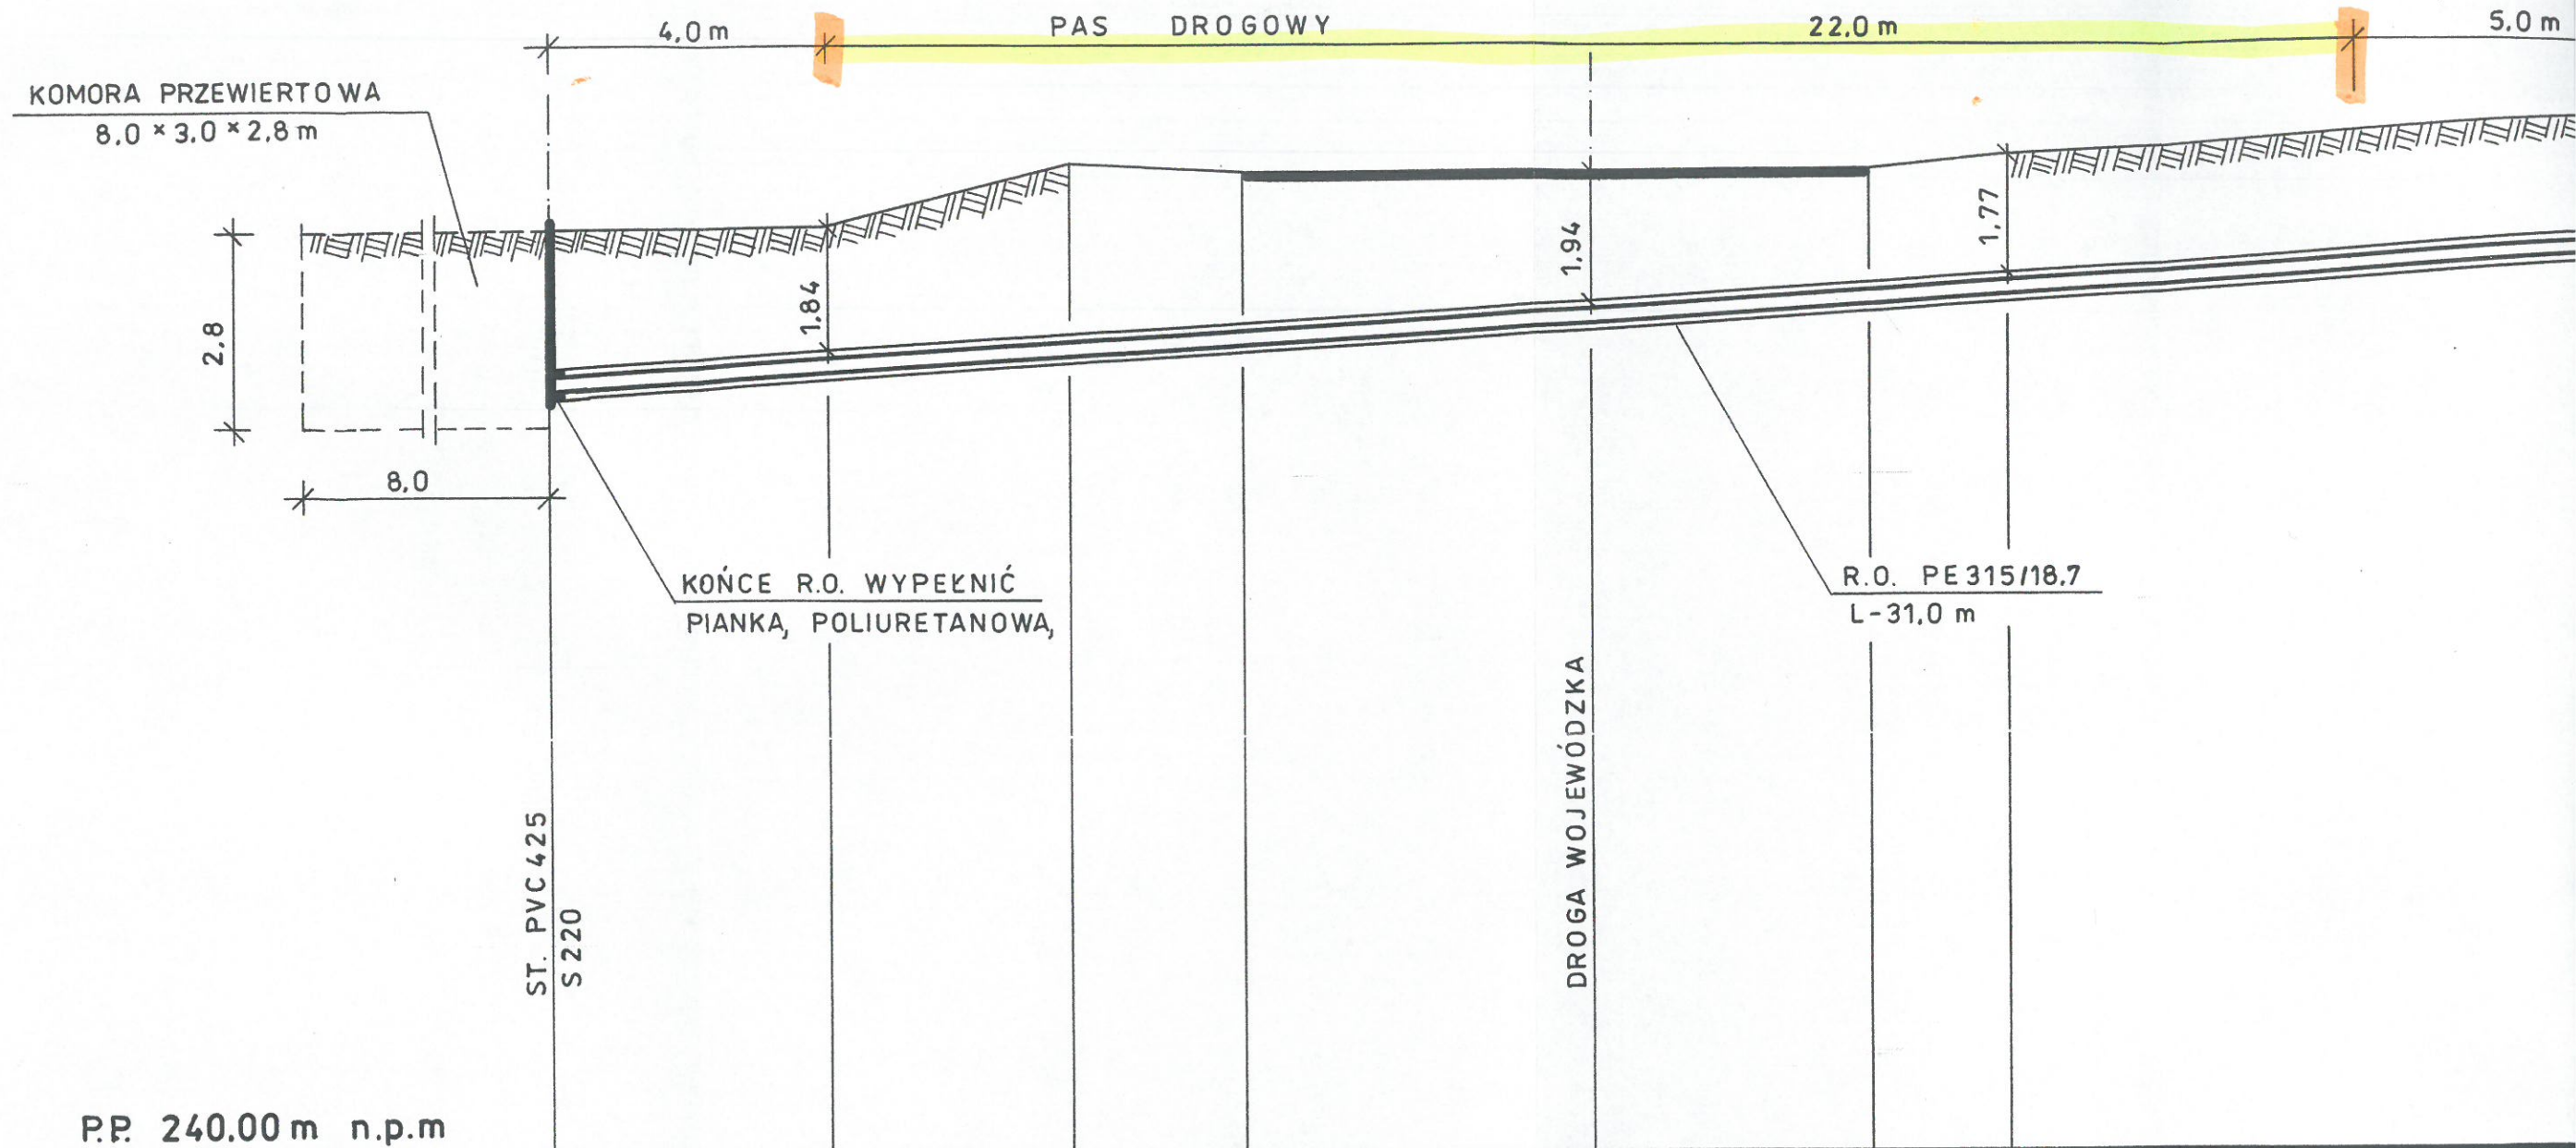 4,0 m
PAS DROGOWY
22,0 m
5,0 m
KOMORA PRZEWIERTOWA
8,0 × 3,0 × 2,8 m
2,8
8,0
1,84
1,94
1,77
KOŃCE R.O. WYPEŁNIĆ
PIANKĄ POLIURETANOWĄ
R.O. PE 315/18,7
L-31,0 m
ST. PVC 425
S 220
DROGA WOJEWÓDZKA
P.P. 240.00 m n.p.m